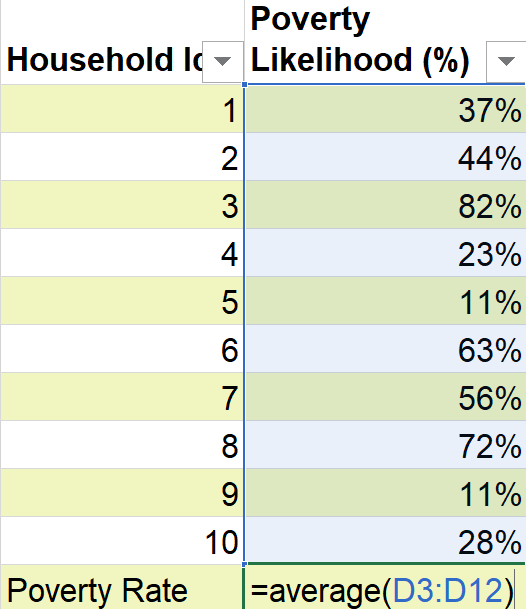 Household Id
Poverty
Likelihood (%)
1 37%
2 44%
3 82%
4 23%
5 11%
6 63%
7 56%
8 72%
9 11%
10 28%
Poverty Rate =average(D3:D12)